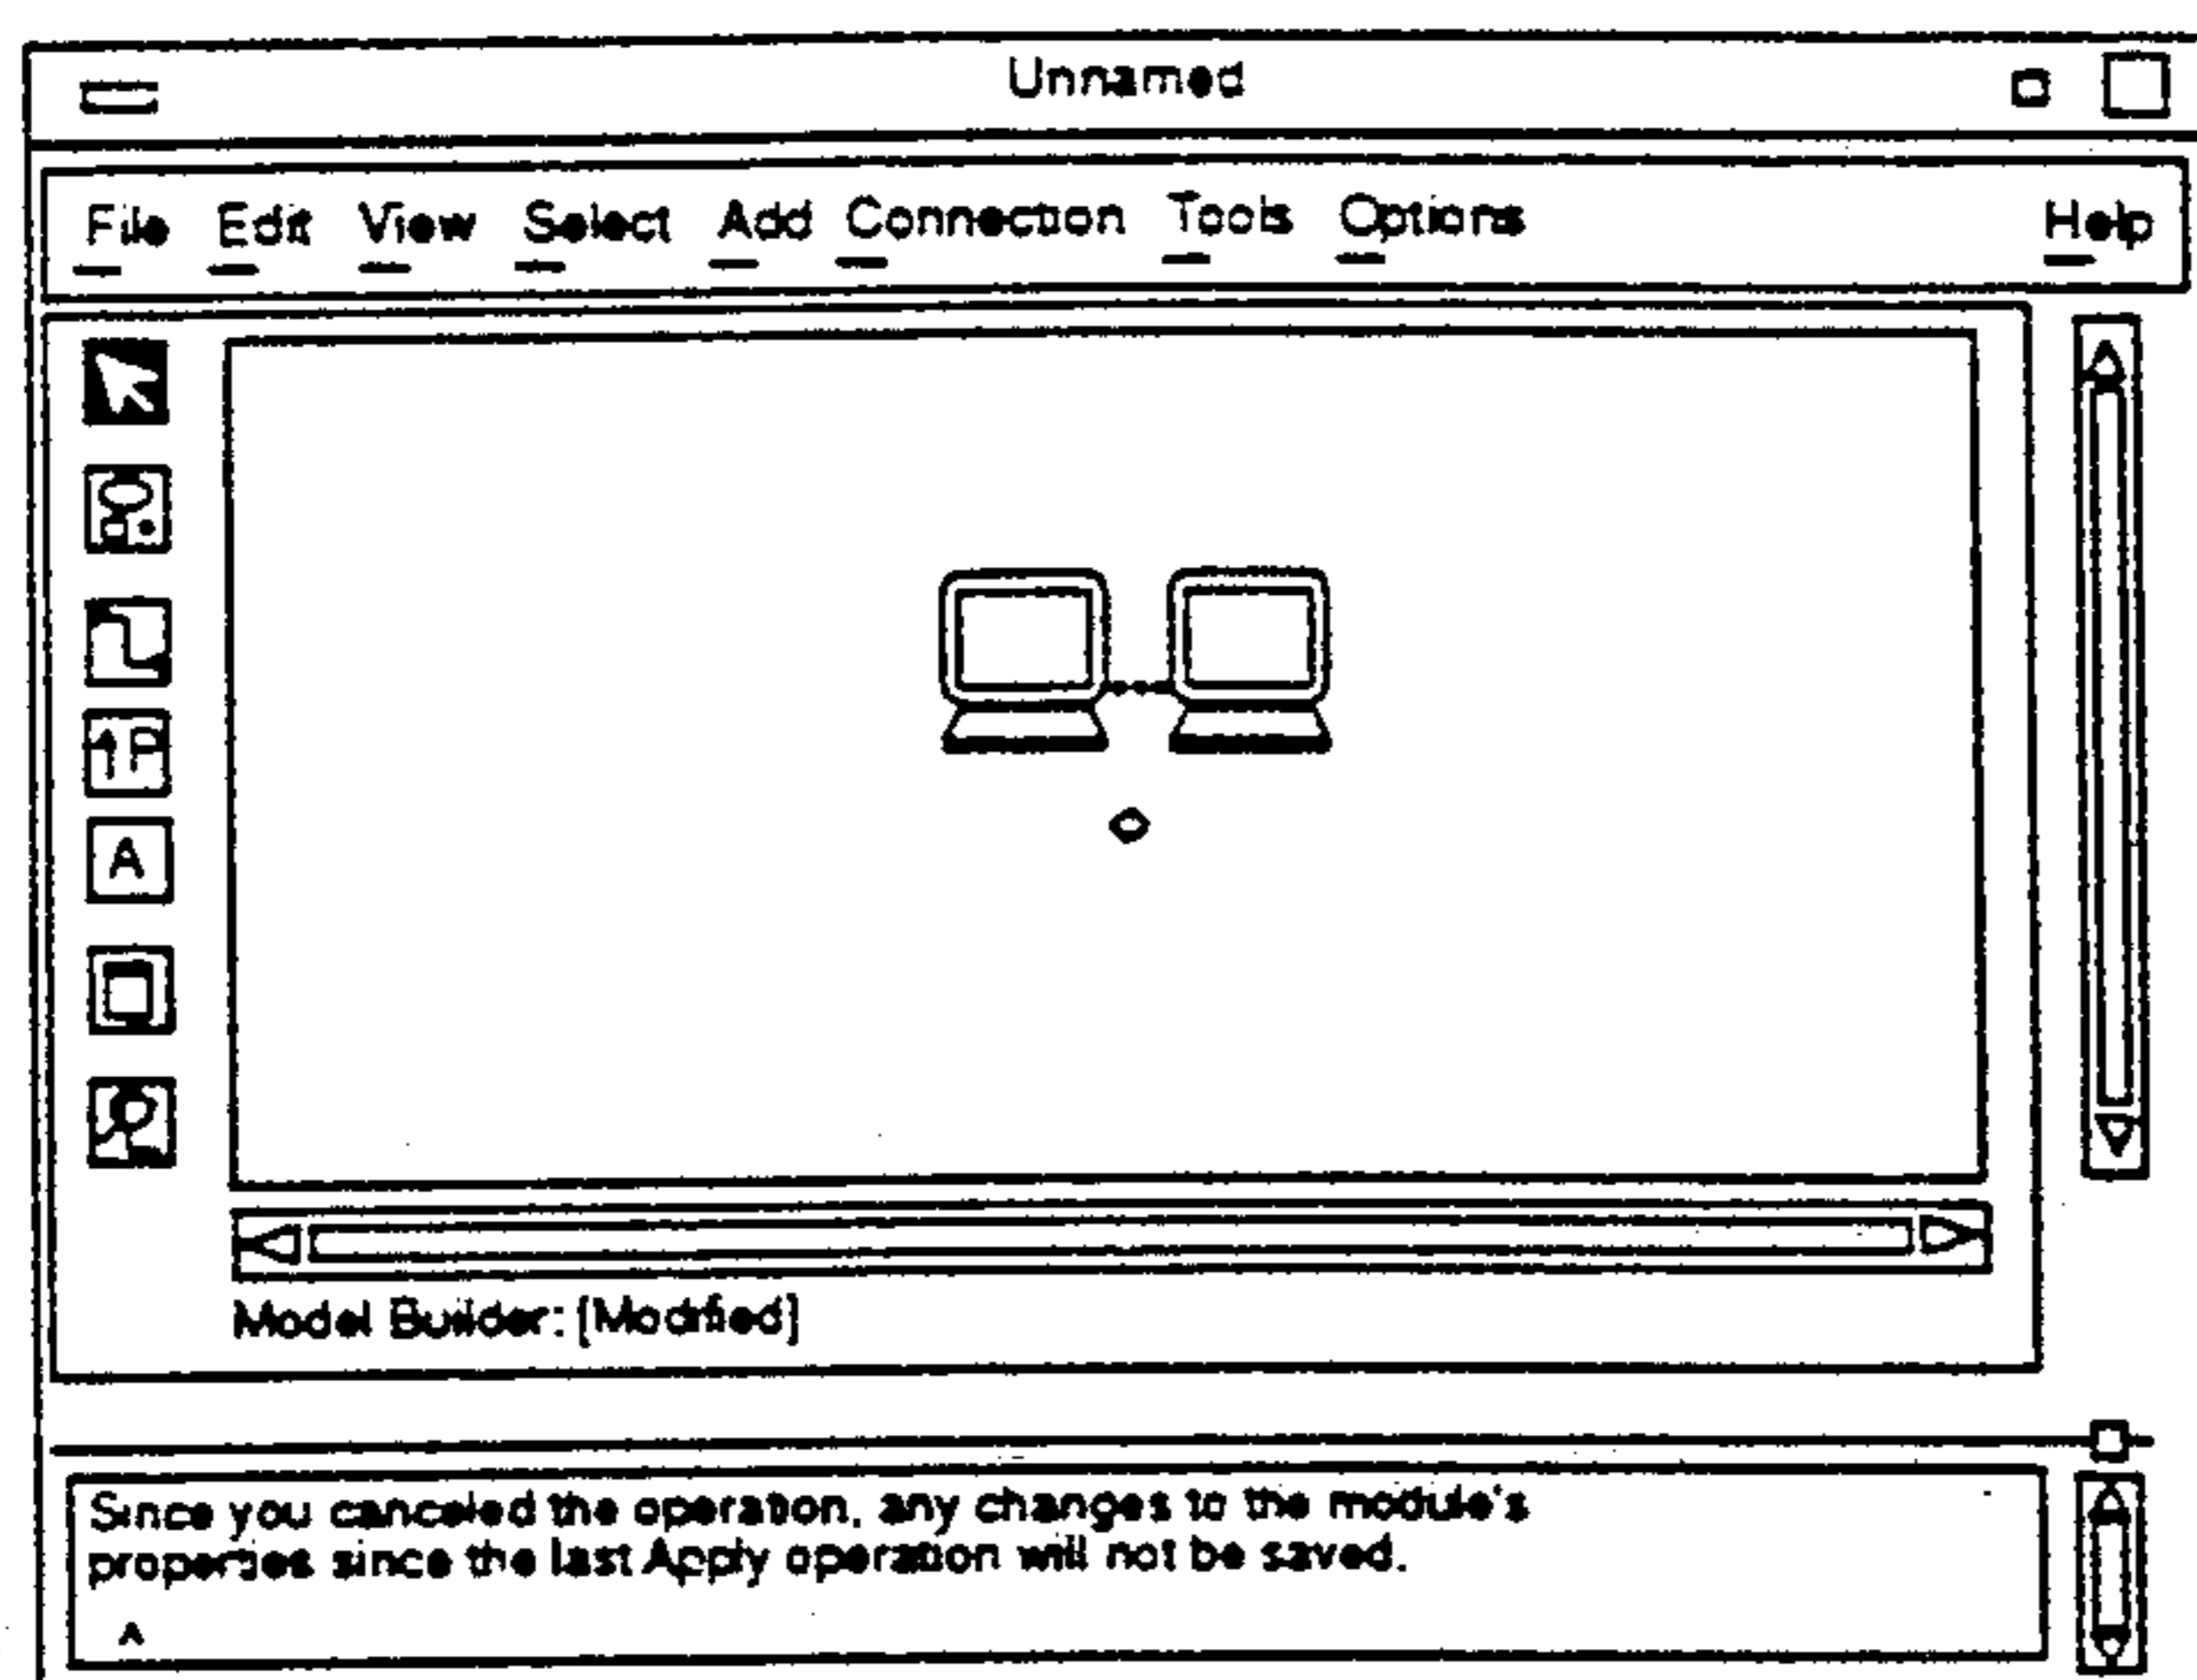 Unnamed
File Edit View Select Add Connection Tools Options Help
A
Model Builder: [Modified]
Since you canceled the operation, any changes to the module's
properties since the last Apply operation will not be saved.
^